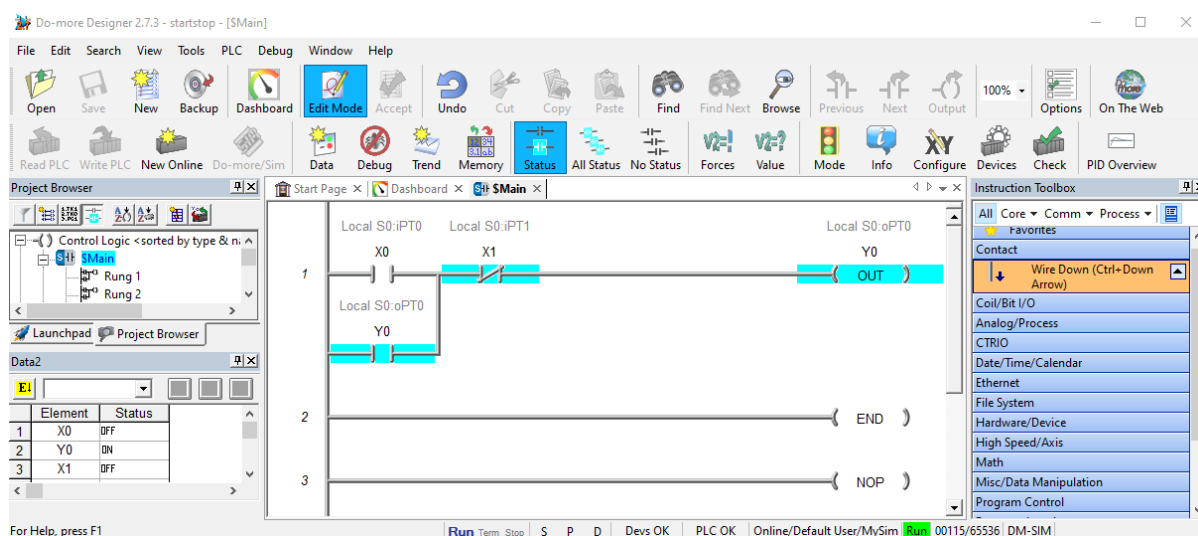 Do-more Designer 2.7.3 - startstop - [$Main]
File Edit Search View Tools PLC Debug Window Help
Open Save New Backup Dashboard Edit Mode Accept Undo Cut Copy Paste Find Find Next Browse Previous Next Output 100% Options On The Web
Read PLC Write PLC New Online Do-more/Sim Data Debug Trend Memory Status All Status No Status Forces Value Mode Info Configure Devices Check PID Overview
Project Browser
Control Logic <sorted by type & n
$Main
Rung 1
Rung 2
Launchpad Project Browser
Data2
Element Status
1 X0 OFF
2 Y0 ON
3 X1 OFF
Start Page Dashboard $Main
Local S0:iPT0 Local S0:iPT1 Local S0:oPT0
X0 X1 Y0
1 OUT
Local S0:oPT0
Y0
2 END
3 NOP
Instruction Toolbox
All Core Comm Process
Favorites
Contact
Wire Down (Ctrl+Down
Arrow)
Coil/Bit I/O
Analog/Process
CTRIO
Date/Time/Calendar
Ethernet
File System
Hardware/Device
High Speed/Axis
Math
Misc/Data Manipulation
Program Control
For Help, press F1 Run Term Stop S P D Devs OK PLC OK Online/Default User/MySim Run 00115/65536 DM-SIM